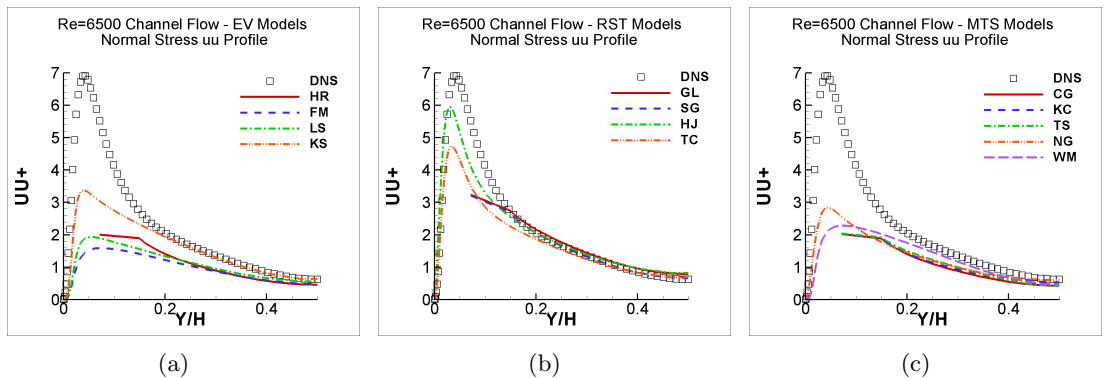 Re=6500 Channel Flow - EV Models
Normal Stress uu Profile
DNS
HR
FM
LS
KS
UU+
7
6
5
4
3
2
1
0
0
0.2
0.4
Y/H
(a)
Re=6500 Channel Flow - RST Models
Normal Stress uu Profile
DNS
GL
SG
HJ
TC
UU+
7
6
5
4
3
2
1
0
0
0.2
0.4
Y/H
(b)
Re=6500 Channel Flow - MTS Models
Normal Stress uu Profile
DNS
CG
KC
TS
NG
WM
UU+
7
6
5
4
3
2
1
0
0
0.2
0.4
Y/H
(c)